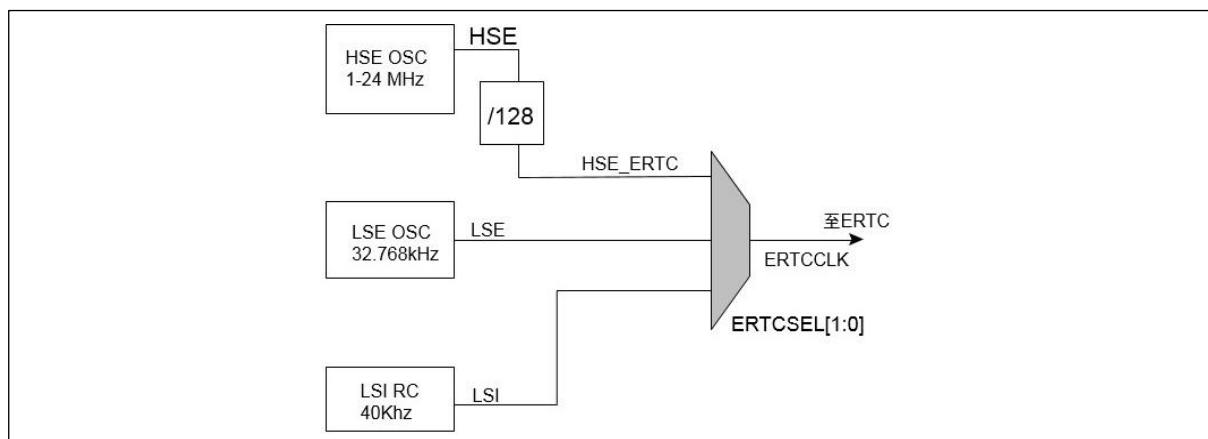 HSE OSC
1-24 MHz
HSE
/128
HSE_ERTC
LSE OSC
32.768kHz
LSE
至ERTC
ERTCCLK
ERTCSEL[1:0]
LSI RC
40Khz
LSI